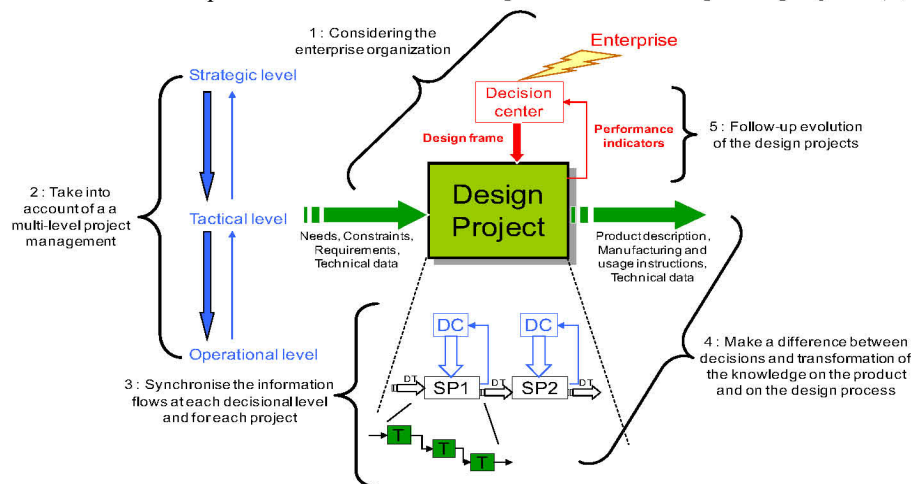 1 : Considering the
enterprise organization
Enterprise
Strategic level
Decision
center
Design frame
Performance
indicators
5 : Follow-up evolution
of the design projects
2 : Take into
account of a a
multi-level project
management
Tactical level
Design
Project
Needs, Constraints,
Requirements,
Technical data
Product description,
Manufacturing and
usage instructions,
Technical data
Operational level
DC
DC
3 : Synchronise the information
flows at each decisional level
and for each project
DT
SP1
DT
SP2
DT
T
T
T
4 : Make a difference between
decisions and transformation of
the knowledge on the product
and on the design process